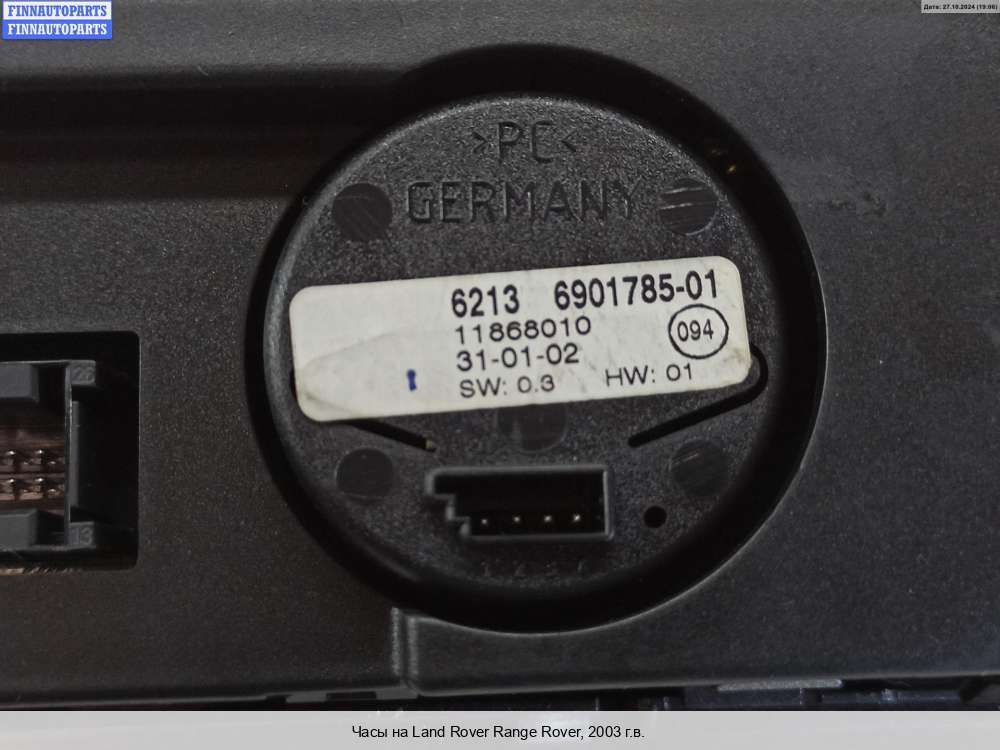 FINNAUTOPARTS
FINNAUTOPARTS
Дата: 27.10.2024 (19:06)
>PC<
GERMANY
6213 6901785-01
11868010
094
31-01-02
SW: 0.3 HW: 01
13
Часы на Land Rover Range Rover, 2003 г.в.